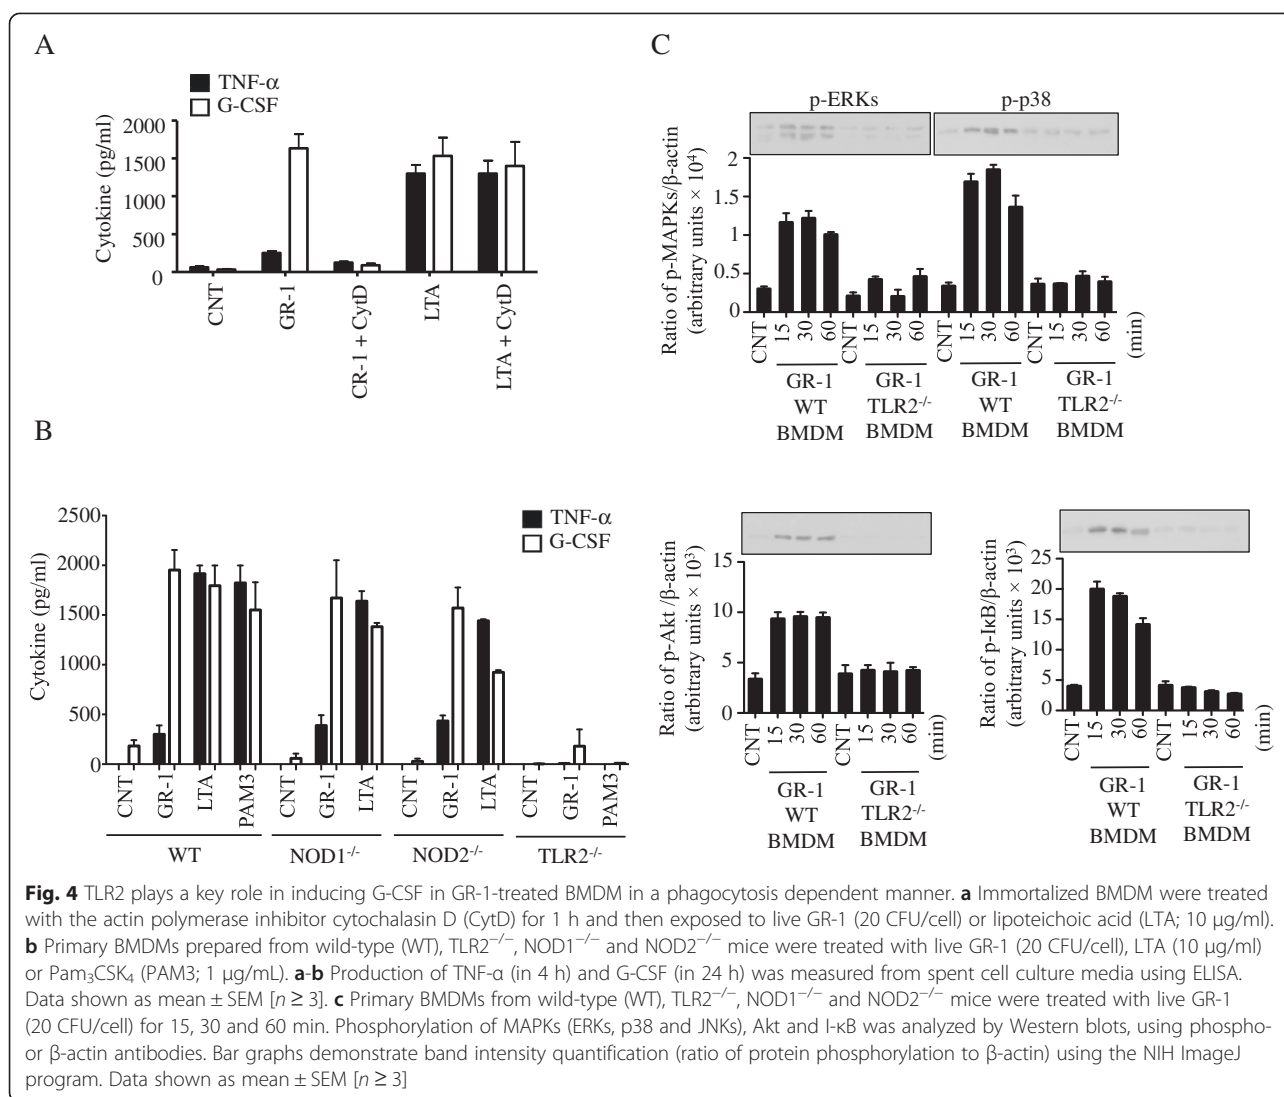 A
TNF-α
G-CSF
Cytokine (pg/ml)
2000
1500
1000
500
0
CNT
GR-1
CR-1 + CytD
LTA
LTA + CytD
C
p-ERKs
p-p38
Ratio of p-MAPKs/β-actin
(arbitrary units × 10⁴)
2
1.5
1
0.5
0
CNT 15 30 60 CNT 15 30 60 CNT 15 30 60 CNT 15 30 60 (min)
GR-1 GR-1 GR-1 GR-1
WT TLR2-/- WT TLR2-/-
BMDM BMDM BMDM BMDM
B
TNF-α
G-CSF
Cytokine (pg/ml)
2500
2000
1500
1000
500
0
CNT GR-1 LTA PAM3 CNT GR-1 LTA CNT GR-1 LTA CNT GR-1 PAM3
WT NOD1-/- NOD2-/- TLR2-/-
Ratio of p-Akt /β-actin
(arbitrary units × 10³)
15
10
5
0
CNT 15 30 60 CNT 15 30 60 (min)
GR-1 GR-1
WT TLR2-/-
BMDM BMDM
Ratio of p-IκB/β-actin
(arbitrary units × 10³)
25
20
15
10
5
0
CNT 15 30 60 CNT 15 30 60 (min)
GR-1 GR-1
WT TLR2-/-
BMDM BMDM
Fig. 4 TLR2 plays a key role in inducing G-CSF in GR-1-treated BMDM in a phagocytosis dependent manner. a Immortalized BMDM were treated
with the actin polymerase inhibitor cytochalasin D (CytD) for 1 h and then exposed to live GR-1 (20 CFU/cell) or lipoteichoic acid (LTA; 10 μg/ml).
b Primary BMDMs prepared from wild-type (WT), TLR2−/−, NOD1−/− and NOD2−/− mice were treated with live GR-1 (20 CFU/cell), LTA (10 μg/ml)
or Pam₃CSK₄ (PAM3; 1 μg/mL). a-b Production of TNF-α (in 4 h) and G-CSF (in 24 h) was measured from spent cell culture media using ELISA.
Data shown as mean ± SEM [n ≥ 3]. c Primary BMDMs from wild-type (WT), TLR2−/−, NOD1−/− and NOD2−/− mice were treated with live GR-1
(20 CFU/cell) for 15, 30 and 60 min. Phosphorylation of MAPKs (ERKs, p38 and JNKs), Akt and I-κB was analyzed by Western blots, using phospho-
or β-actin antibodies. Bar graphs demonstrate band intensity quantification (ratio of protein phosphorylation to β-actin) using the NIH ImageJ
program. Data shown as mean ± SEM [n ≥ 3]